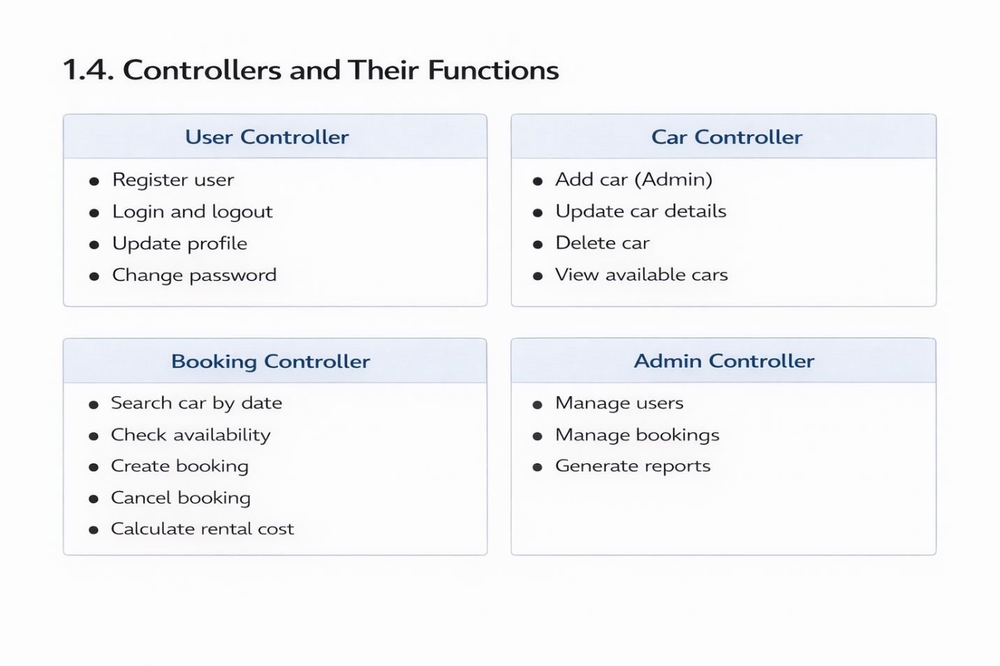 1.4. Controllers and Their Functions
User Controller
● Register user
● Login and logout
● Update profile
● Change password
Car Controller
● Add car (Admin)
● Update car details
● Delete car
● View available cars
Booking Controller
● Search car by date
● Check availability
● Create booking
● Cancel booking
● Calculate rental cost
Admin Controller
● Manage users
● Manage bookings
● Generate reports